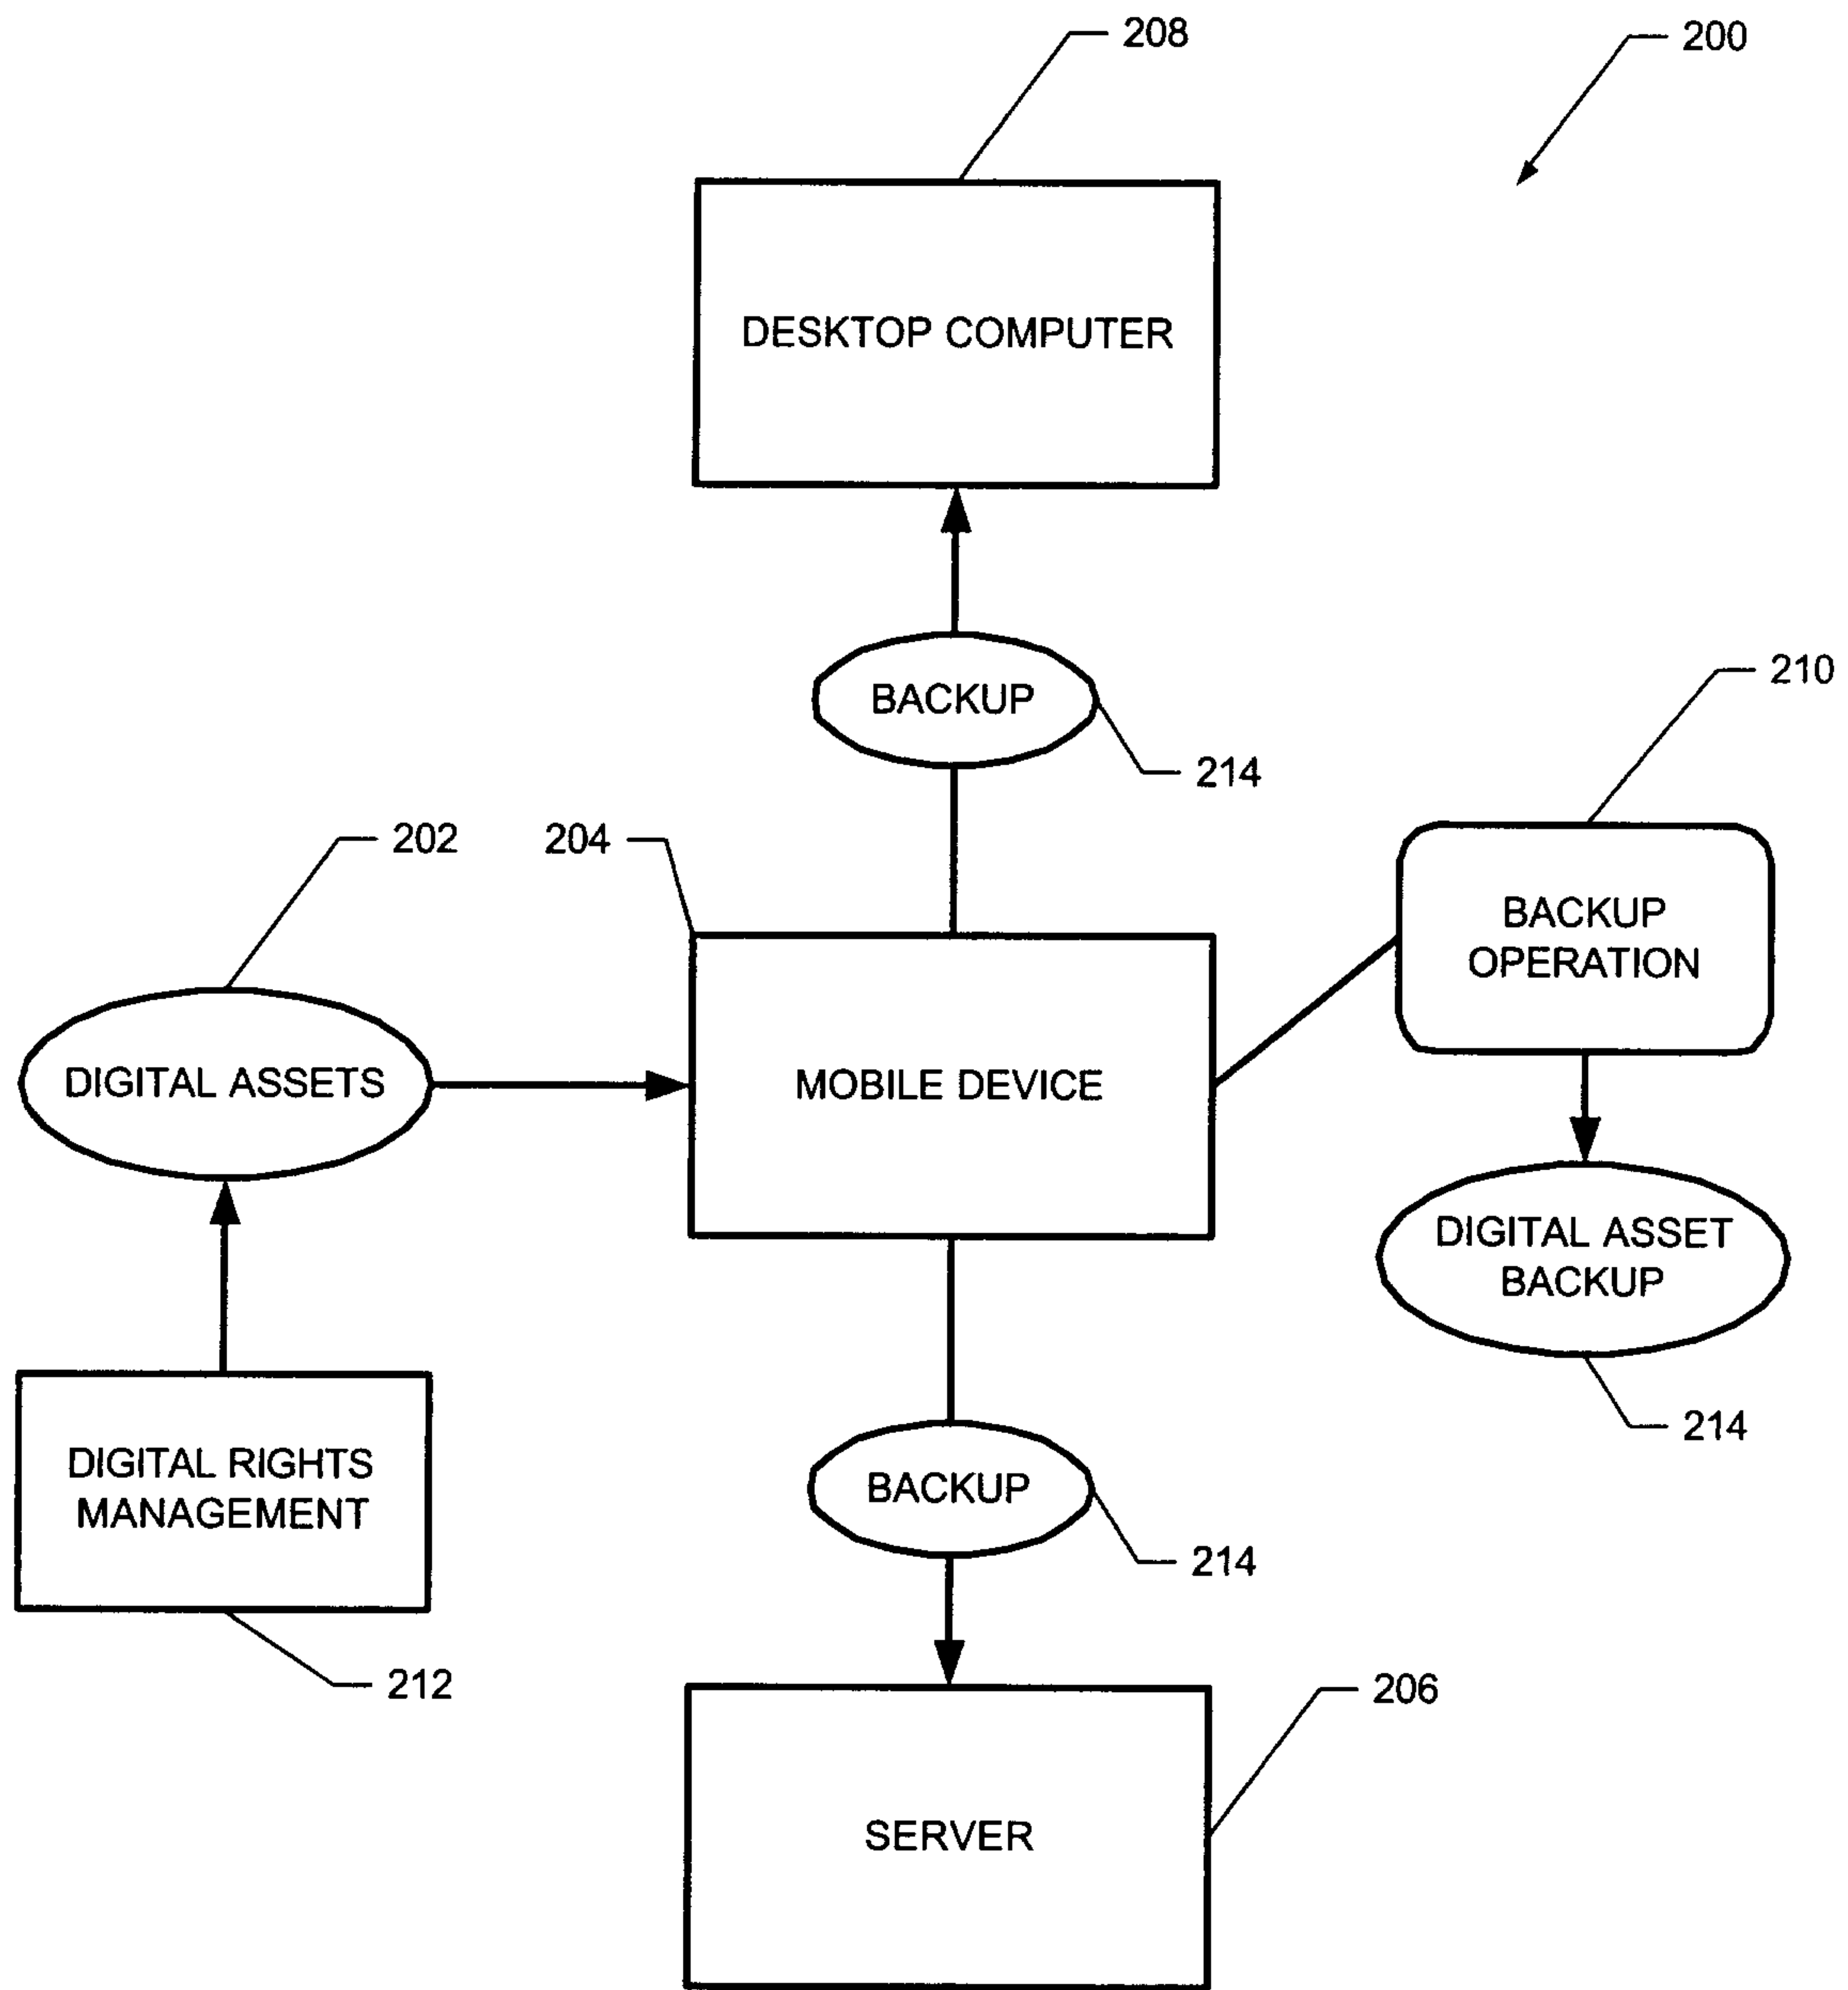 208
200
DESKTOP COMPUTER
BACKUP
214
210
202
204
BACKUP
OPERATION
DIGITAL ASSETS
MOBILE DEVICE
DIGITAL ASSET
BACKUP
214
DIGITAL RIGHTS
MANAGEMENT
BACKUP
214
212
206
SERVER